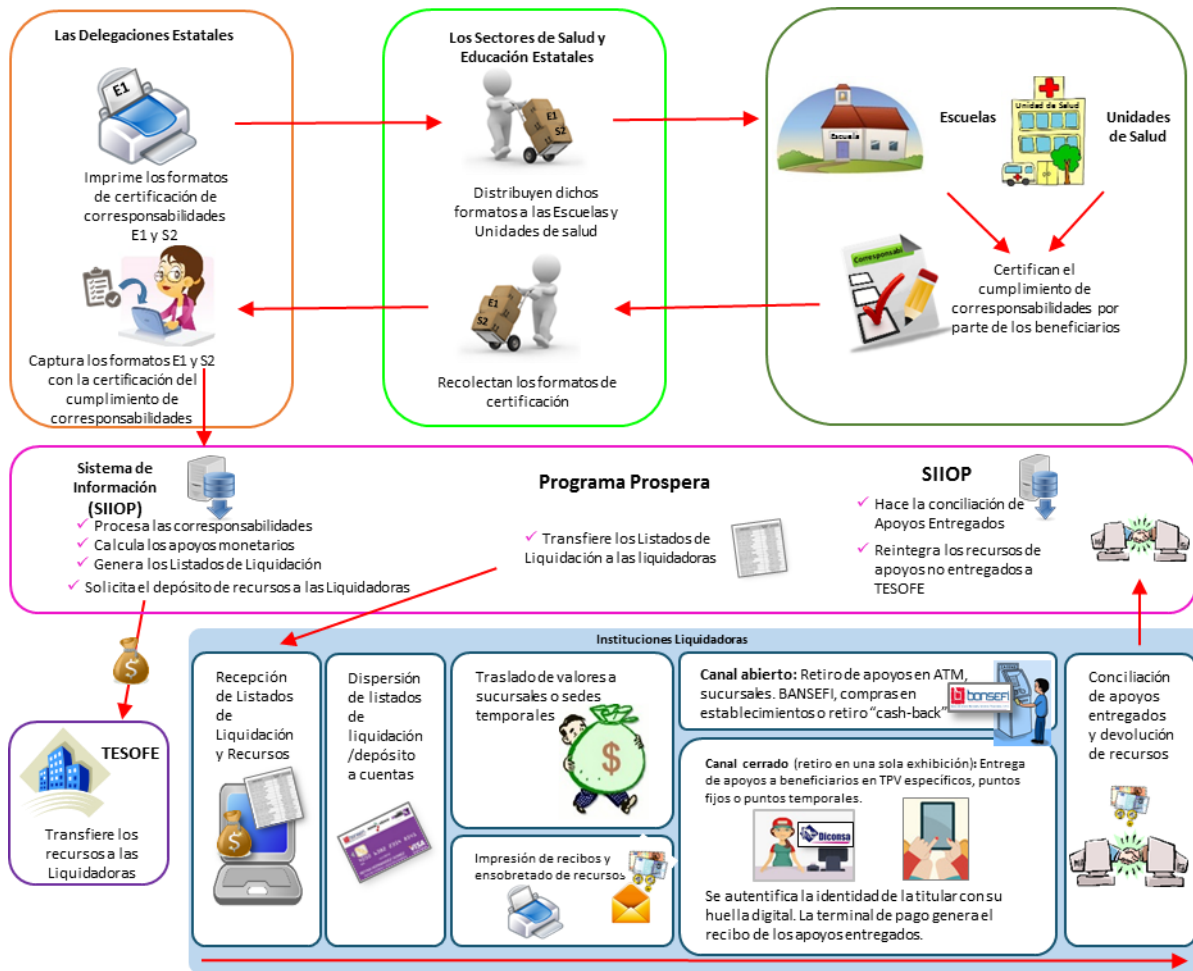 Las Delegaciones Estatales
E1
Imprime los formatos
de certificación de
corresponsabilidades
E1 y S2
Captura los formatos E1 y S2
con la certificación del
cumplimiento de
corresponsabilidades
Los Sectores de Salud y
Educación Estatales
E1
S2
Distribuyen dichos
formatos a las Escuelas y
Unidades de salud
E1
S2
Recolectan los formatos de
certificación
Escuela
Escuelas
Unidad de Salud
Unidades
de Salud
Corresponsabi
Certifican el
cumplimiento de
corresponsabilidades por
parte de los beneficiarios
Sistema de
Información
(SIIOP)
✓ Procesa las corresponsabilidades
✓ Calcula los apoyos monetarios
✓ Genera los Listados de Liquidación
✓ Solicita el depósito de recursos a las Liquidadoras
Programa Prospera
✓ Transfiere los Listados de
Liquidación a las liquidadoras
SIIOP
✓ Hace la conciliación de
Apoyos Entregados
✓ Reintegra los recursos de
apoyos no entregados a
TESOFE
$
TESOFE
Transfiere los
recursos a las
Liquidadoras
Instituciones Liquidadoras
Recepción
de Listados
de
Liquidación
y Recursos
$
Dispersión
de listados
de
liquidación
/depósito
a cuentas
VISA
Traslado de valores a
sucursales o sedes
temporales
$
Impresión de recibos y
ensobretado de recursos
Canal abierto: Retiro de apoyos en ATM,
sucursales. BANSEFI, compras en
establecimientos o retiro “cash-back”
bansefi
Canal cerrado (retiro en una sola exhibición): Entrega
de apoyos a beneficiarios en TPV específicos, puntos
fijos o puntos temporales.
Diconsa
Se autentifica la identidad de la titular con su
huella digital. La terminal de pago genera el
recibo de los apoyos entregados.
Conciliación
de apoyos
entregados
y devolución
de recursos